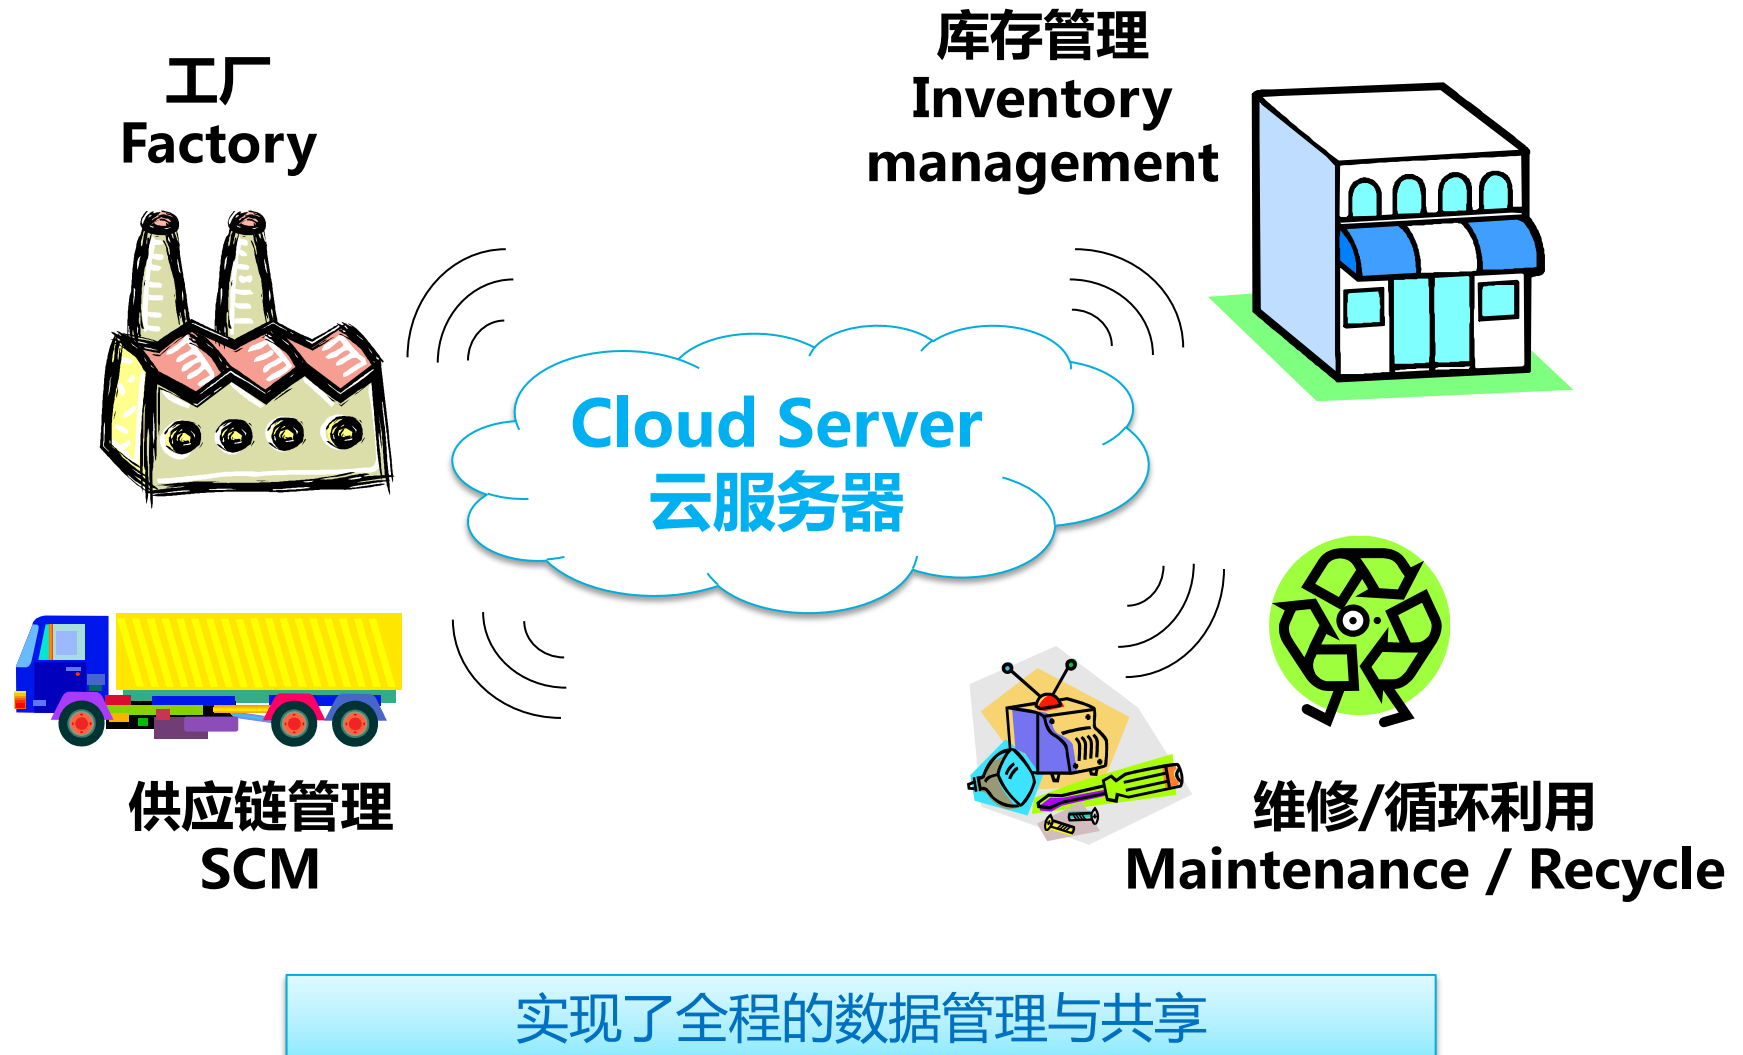 工厂
Factory
库存管理
Inventory
management
Cloud Server
云服务器
供应链管理
SCM
维修/循环利用
Maintenance / Recycle
实现了全程的数据管理与共享